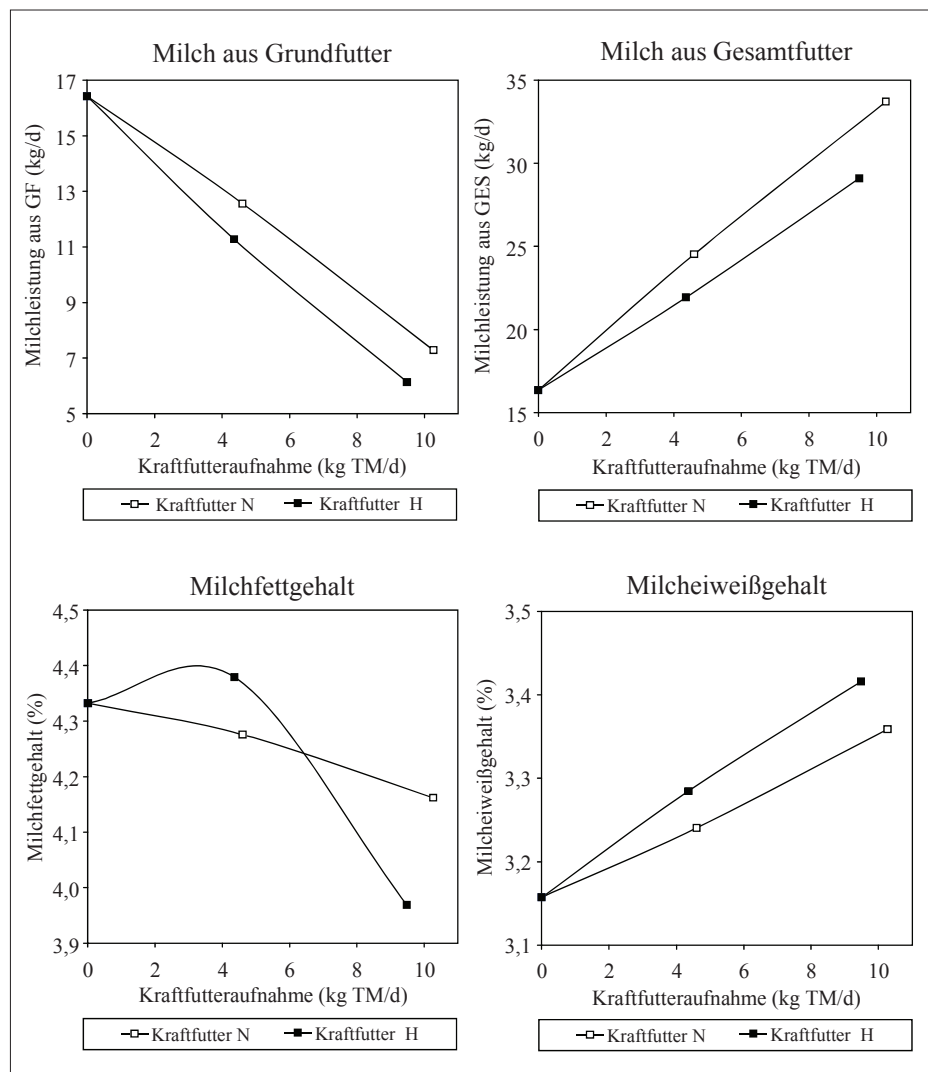 Milch aus Grundfutter
Milchleistung aus GF (kg/d)
17
15
13
11
9
7
5
0 2 4 6 8 10
Kraftfutteraufnahme (kg TM/d)
Kraftfutter N Kraftfutter H
Milch aus Gesamtfutter
Milchleistung aus GES (kg/d)
35
30
25
20
15
0 2 4 6 8 10
Kraftfutteraufnahme (kg TM/d)
Kraftfutter N Kraftfutter H
Milchfettgehalt
Milchfettgehalt (%)
4,5
4,4
4,3
4,2
4,1
4,0
3,9
0 2 4 6 8 10
Kraftfutteraufnahme (kg TM/d)
Kraftfutter N Kraftfutter H
Milcheiweißgehalt
Milcheiweißgehalt (%)
3,5
3,4
3,3
3,2
3,1
0 2 4 6 8 10
Kraftfutteraufnahme (kg TM/d)
Kraftfutter N Kraftfutter H